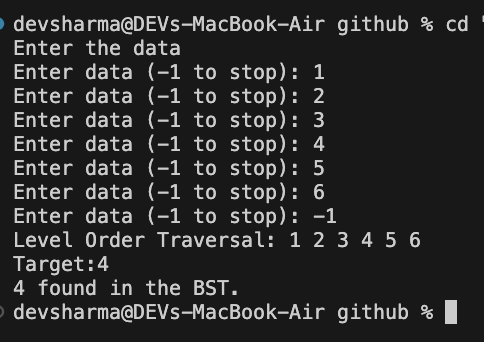 devsharma@DEVs-MacBook-Air github % cd "
Enter the data
Enter data (-1 to stop): 1
Enter data (-1 to stop): 2
Enter data (-1 to stop): 3
Enter data (-1 to stop): 4
Enter data (-1 to stop): 5
Enter data (-1 to stop): 6
Enter data (-1 to stop): -1
Level Order Traversal: 1 2 3 4 5 6
Target:4
4 found in the BST.
devsharma@DEVs-MacBook-Air github %